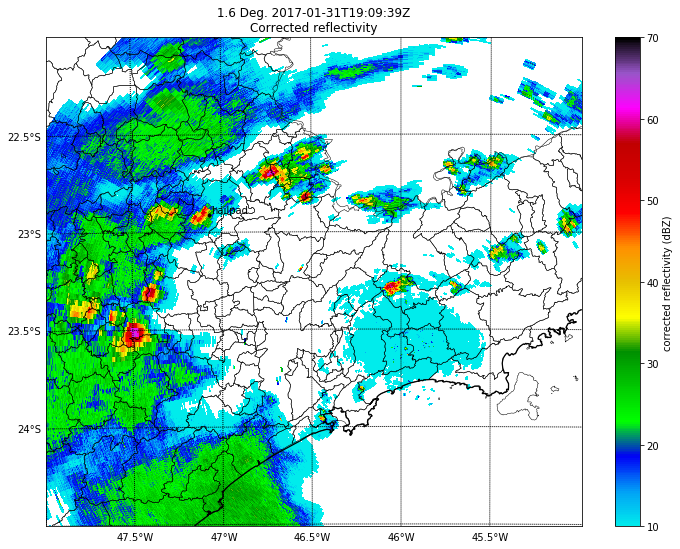 1.6 Deg. 2017-01-31T19:09:39Z
Corrected reflectivity
22.5°S
23°S
23.5°S
24°S
47.5°W
47°W
46.5°W
46°W
45.5°W
70
60
50
40
30
20
10
corrected reflectivity (dBZ)